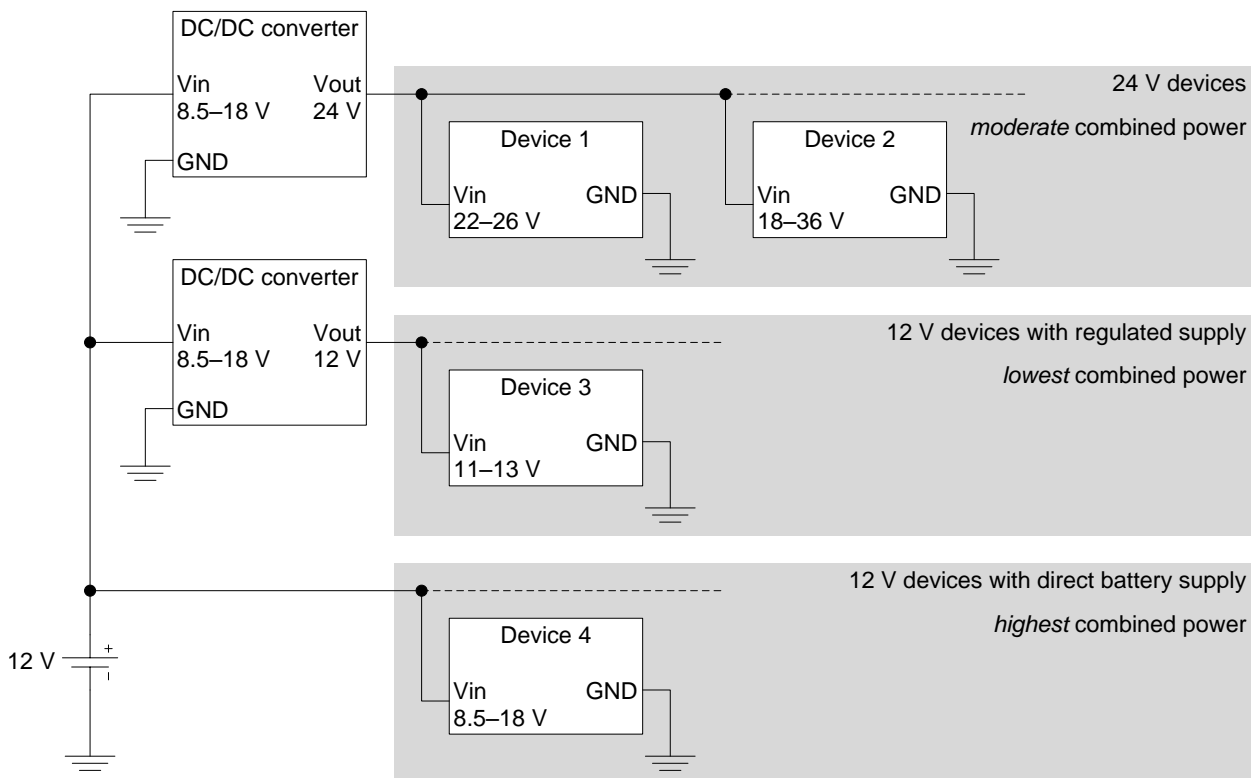 DC/DC converter
Vin Vout
8.5–18 V 24 V
GND
24 V devices
moderate combined power
Device 1
Vin GND
22–26 V
Device 2
Vin GND
18–36 V
DC/DC converter
Vin Vout
8.5–18 V 12 V
GND
12 V devices with regulated supply
lowest combined power
Device 3
Vin GND
11–13 V
12 V devices with direct battery supply
highest combined power
Device 4
Vin GND
8.5–18 V
12 V
+
–